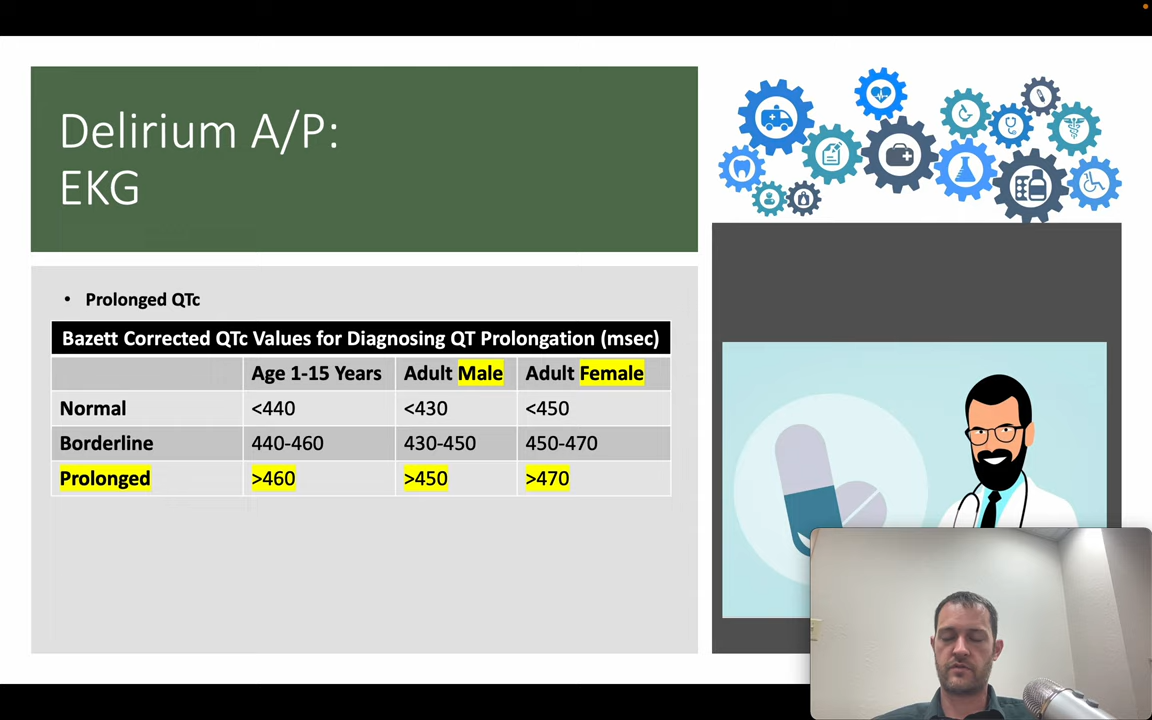 Delirium A/P:
EKG
• Prolonged QTc
Bazett Corrected QTc Values for Diagnosing QT Prolongation (msec)
Age 1-15 Years Adult Male Adult Female
Normal <440 <430 <450
Borderline 440-460 430-450 450-470
Prolonged >460 >450 >470